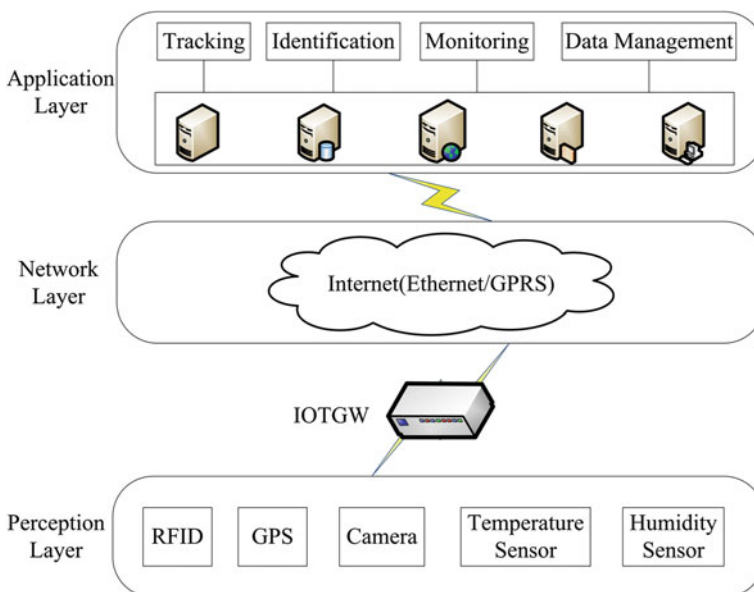 Tracking
Identification
Monitoring
Data Management
Application
Layer
Network
Layer
Internet(Ethernet/GPRS)
IOTGW
Perception
Layer
RFID
GPS
Camera
Temperature
Sensor
Humidity
Sensor